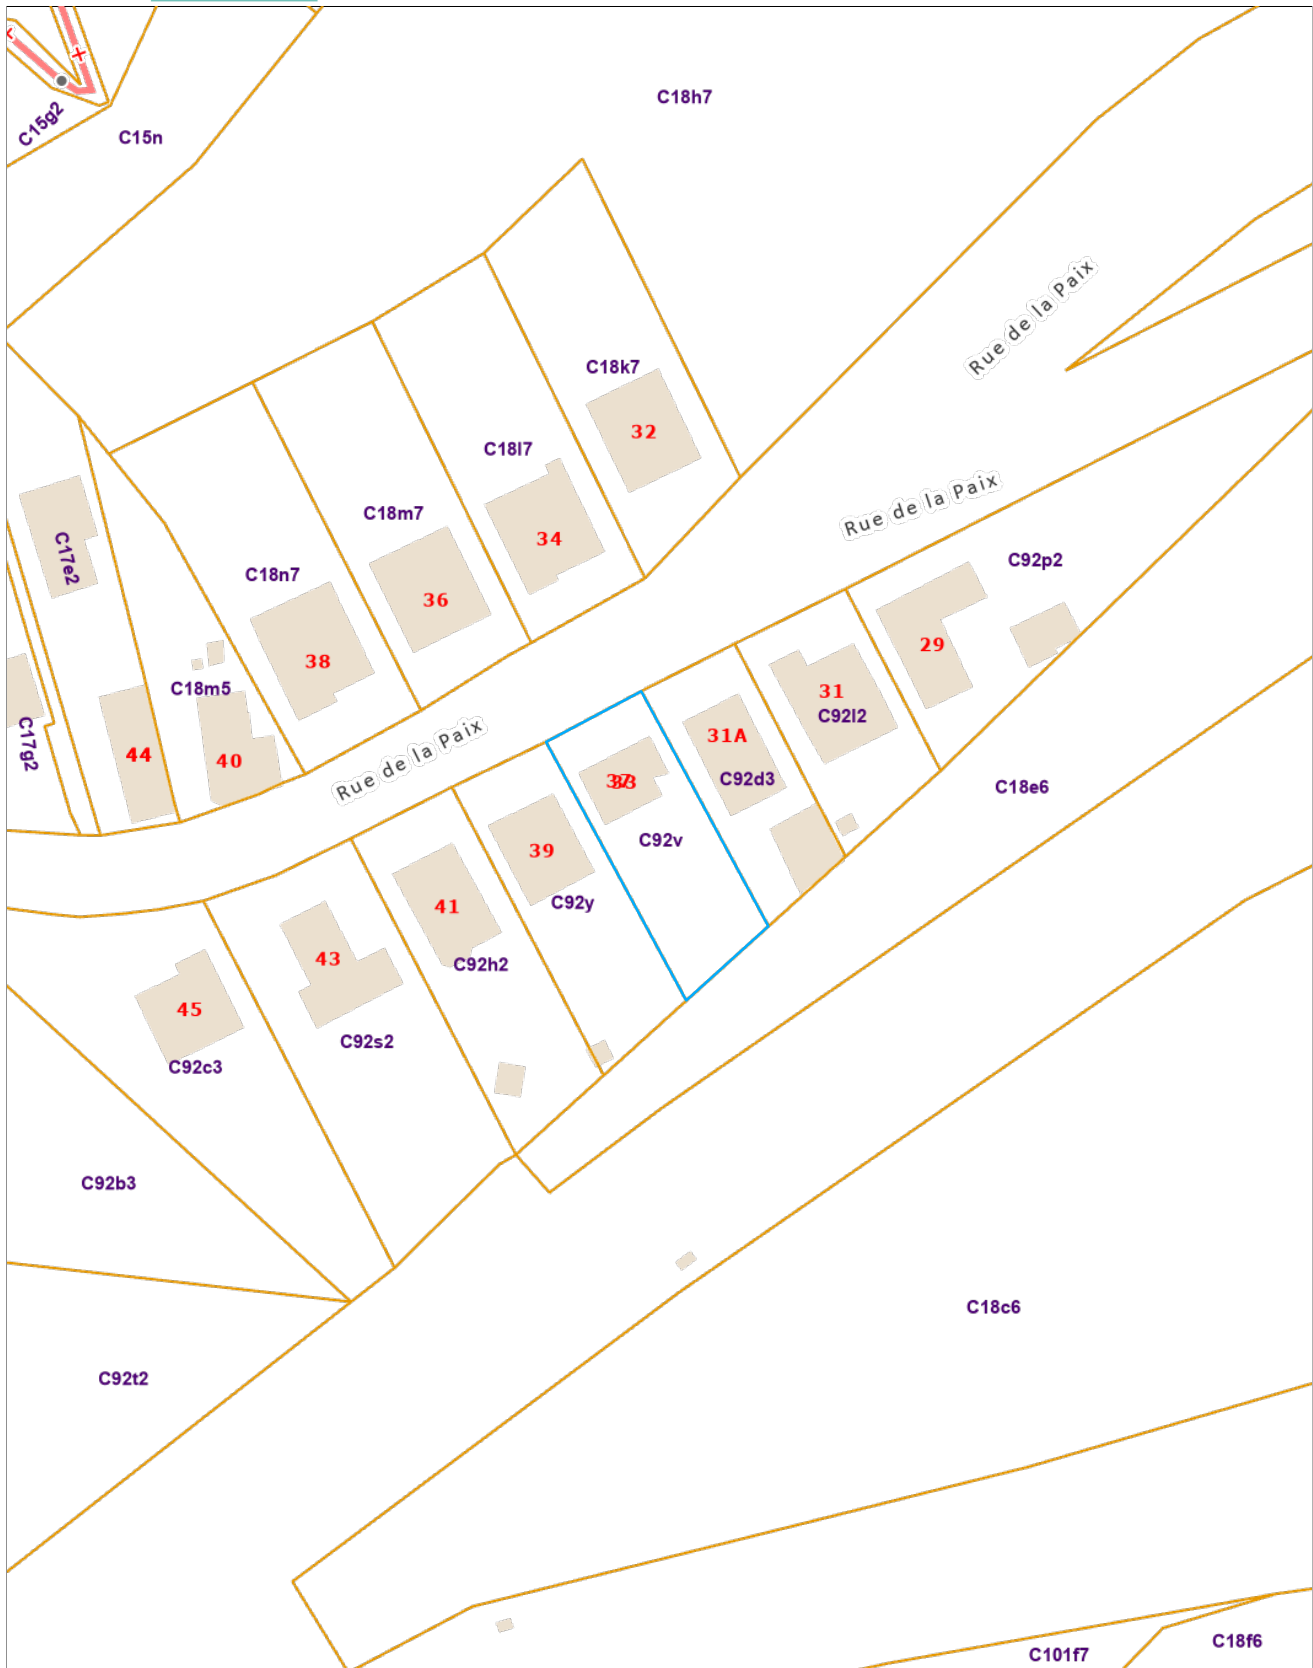 C18h7
C15g2
C15n
Rue de la Paix
C18k7
32
C18l7
Rue de la Paix
C18m7
34
C17e2
C92p2
C18n7
36
29
38
C18m5
31
C92l2
C17g2
44
40
Rue de la Paix
31A
C92d3
C18e6
C92v
39
C92y
41
43
C92h2
45
C92s2
C92c3
C92b3
C18c6
C92t2
C18f6
C101f7